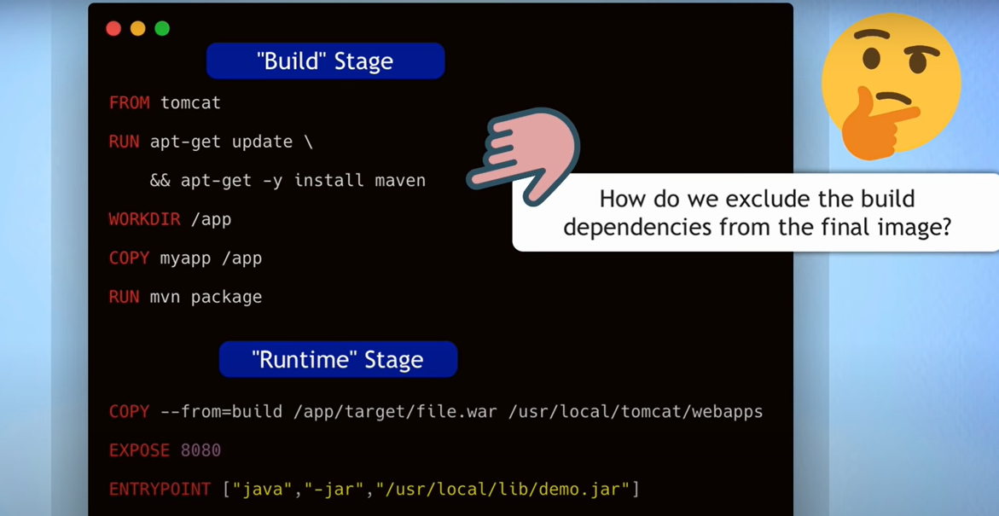 "Build" Stage
FROM tomcat
RUN apt-get update \
&& apt-get -y install maven
WORKDIR /app
How do we exclude the build
dependencies from the final image?
COPY myapp /app
RUN mvn package
"Runtime" Stage
COPY --from=build /app/target/file.war /usr/local/tomcat/webapps
EXPOSE 8080
ENTRYPOINT ["java","-jar","/usr/local/lib/demo.jar"]